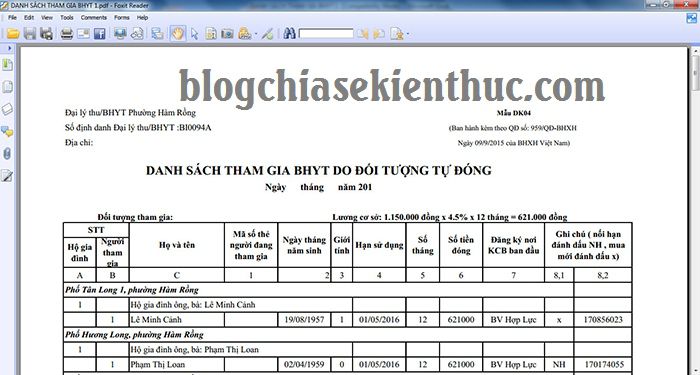 DANH SÁCH THAM GIA BHYT 1.pdf - Foxit Reader
File Edit View Forms Tools Comments Help
blogchiasekienthuc.com
Đại lý thu/BHYT Phường Hàm Rồng
Mẫu DK04
Số định danh Đại lý thu/BHYT :BI0094A
(Ban hành kèm theo QĐ số: 959/QĐ-BHXH
Địa chỉ:
Ngày 09/9/2015 của BHXH Việt Nam)
DANH SÁCH THAM GIA BHYT DO ĐỐI TƯỢNG TỰ ĐÓNG
Ngày tháng năm 201
Đối tượng tham gia:
Lương cơ sở: 1.150.000 đồng x 4.5% x 12 tháng = 621.000 đồng
STT
Hộ gia đình
Người tham gia
Họ và tên
Mã số thẻ người đang tham gia
Ngày tháng năm sinh
Giới tính
Hạn sử dụng
Số tháng
Số tiền đóng
Đăng ký nơi KCB ban đầu
Ghi chú ( nối hạn đánh dấu NH , mua mới đánh dấu x)
A B C 1 2 3 4 5 6 7 8,1 8,2
Phố Tân Long 1, phường Hàm Rồng
1 Hộ gia đình ông, bà: Lê Minh Cảnh
1 Lê Minh Cảnh 19/08/1957 1 01/05/2016 12 621000 BV Hợp Lực x 170856023
Phố Hương Long, phường Hàm Rồng
1 Hộ gia đình ông, bà: Phạm Thị Loan
1 Phạm Thị Loan 02/04/1959 0 01/05/2016 12 621000 BV Hợp Lực NH 170174055